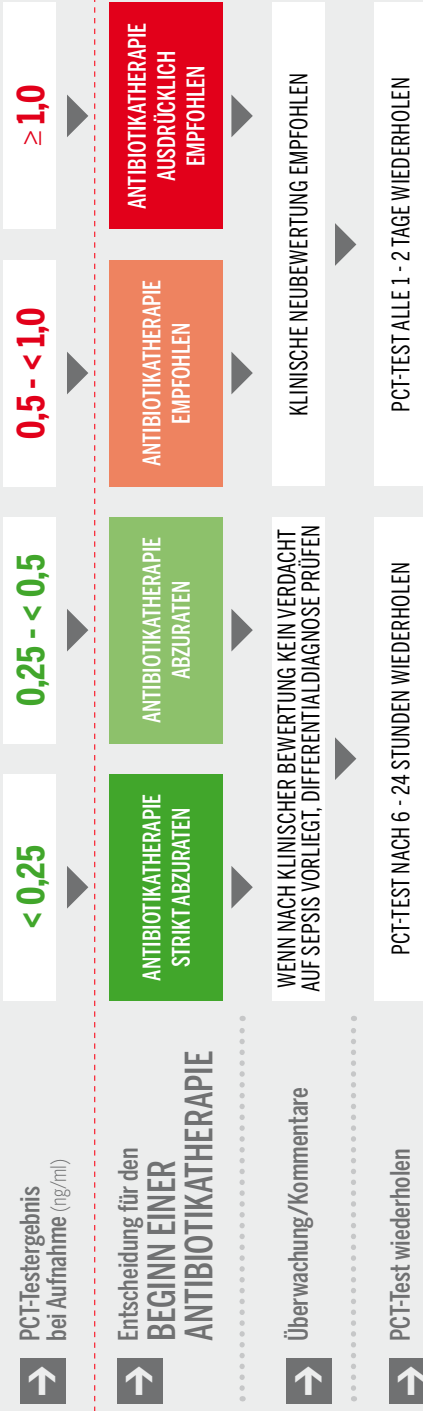 PCT-Testergebnis
bei Aufnahme (ng/ml)
< 0,25
0,25 - < 0,5
0,5 - < 1,0
≥ 1,0
Entscheidung für den
BEGINN EINER
ANTIBIOTIKATHERAPIE
ANTIBIOTIKATHERAPIE
STRIKT ABZURATEN
ANTIBIOTIKATHERAPIE
ABZURATEN
ANTIBIOTIKATHERAPIE
EMPFOHLEN
ANTIBIOTIKATHERAPIE
AUSDRÜCKLICH
EMPFOHLEN
Überwachung/Kommentare
WENN NACH KLINISCHER BEWERTUNG KEIN VERDACHT
AUF SEPSIS VORLIEGT, DIFFERENTIALDIAGNOSE PRÜFEN
KLINISCHE NEUBEWERTUNG EMPFOHLEN
PCT-Test wiederholen
PCT-TEST NACH 6 - 24 STUNDEN WIEDERHOLEN
PCT-TEST ALLE 1 - 2 TAGE WIEDERHOLEN